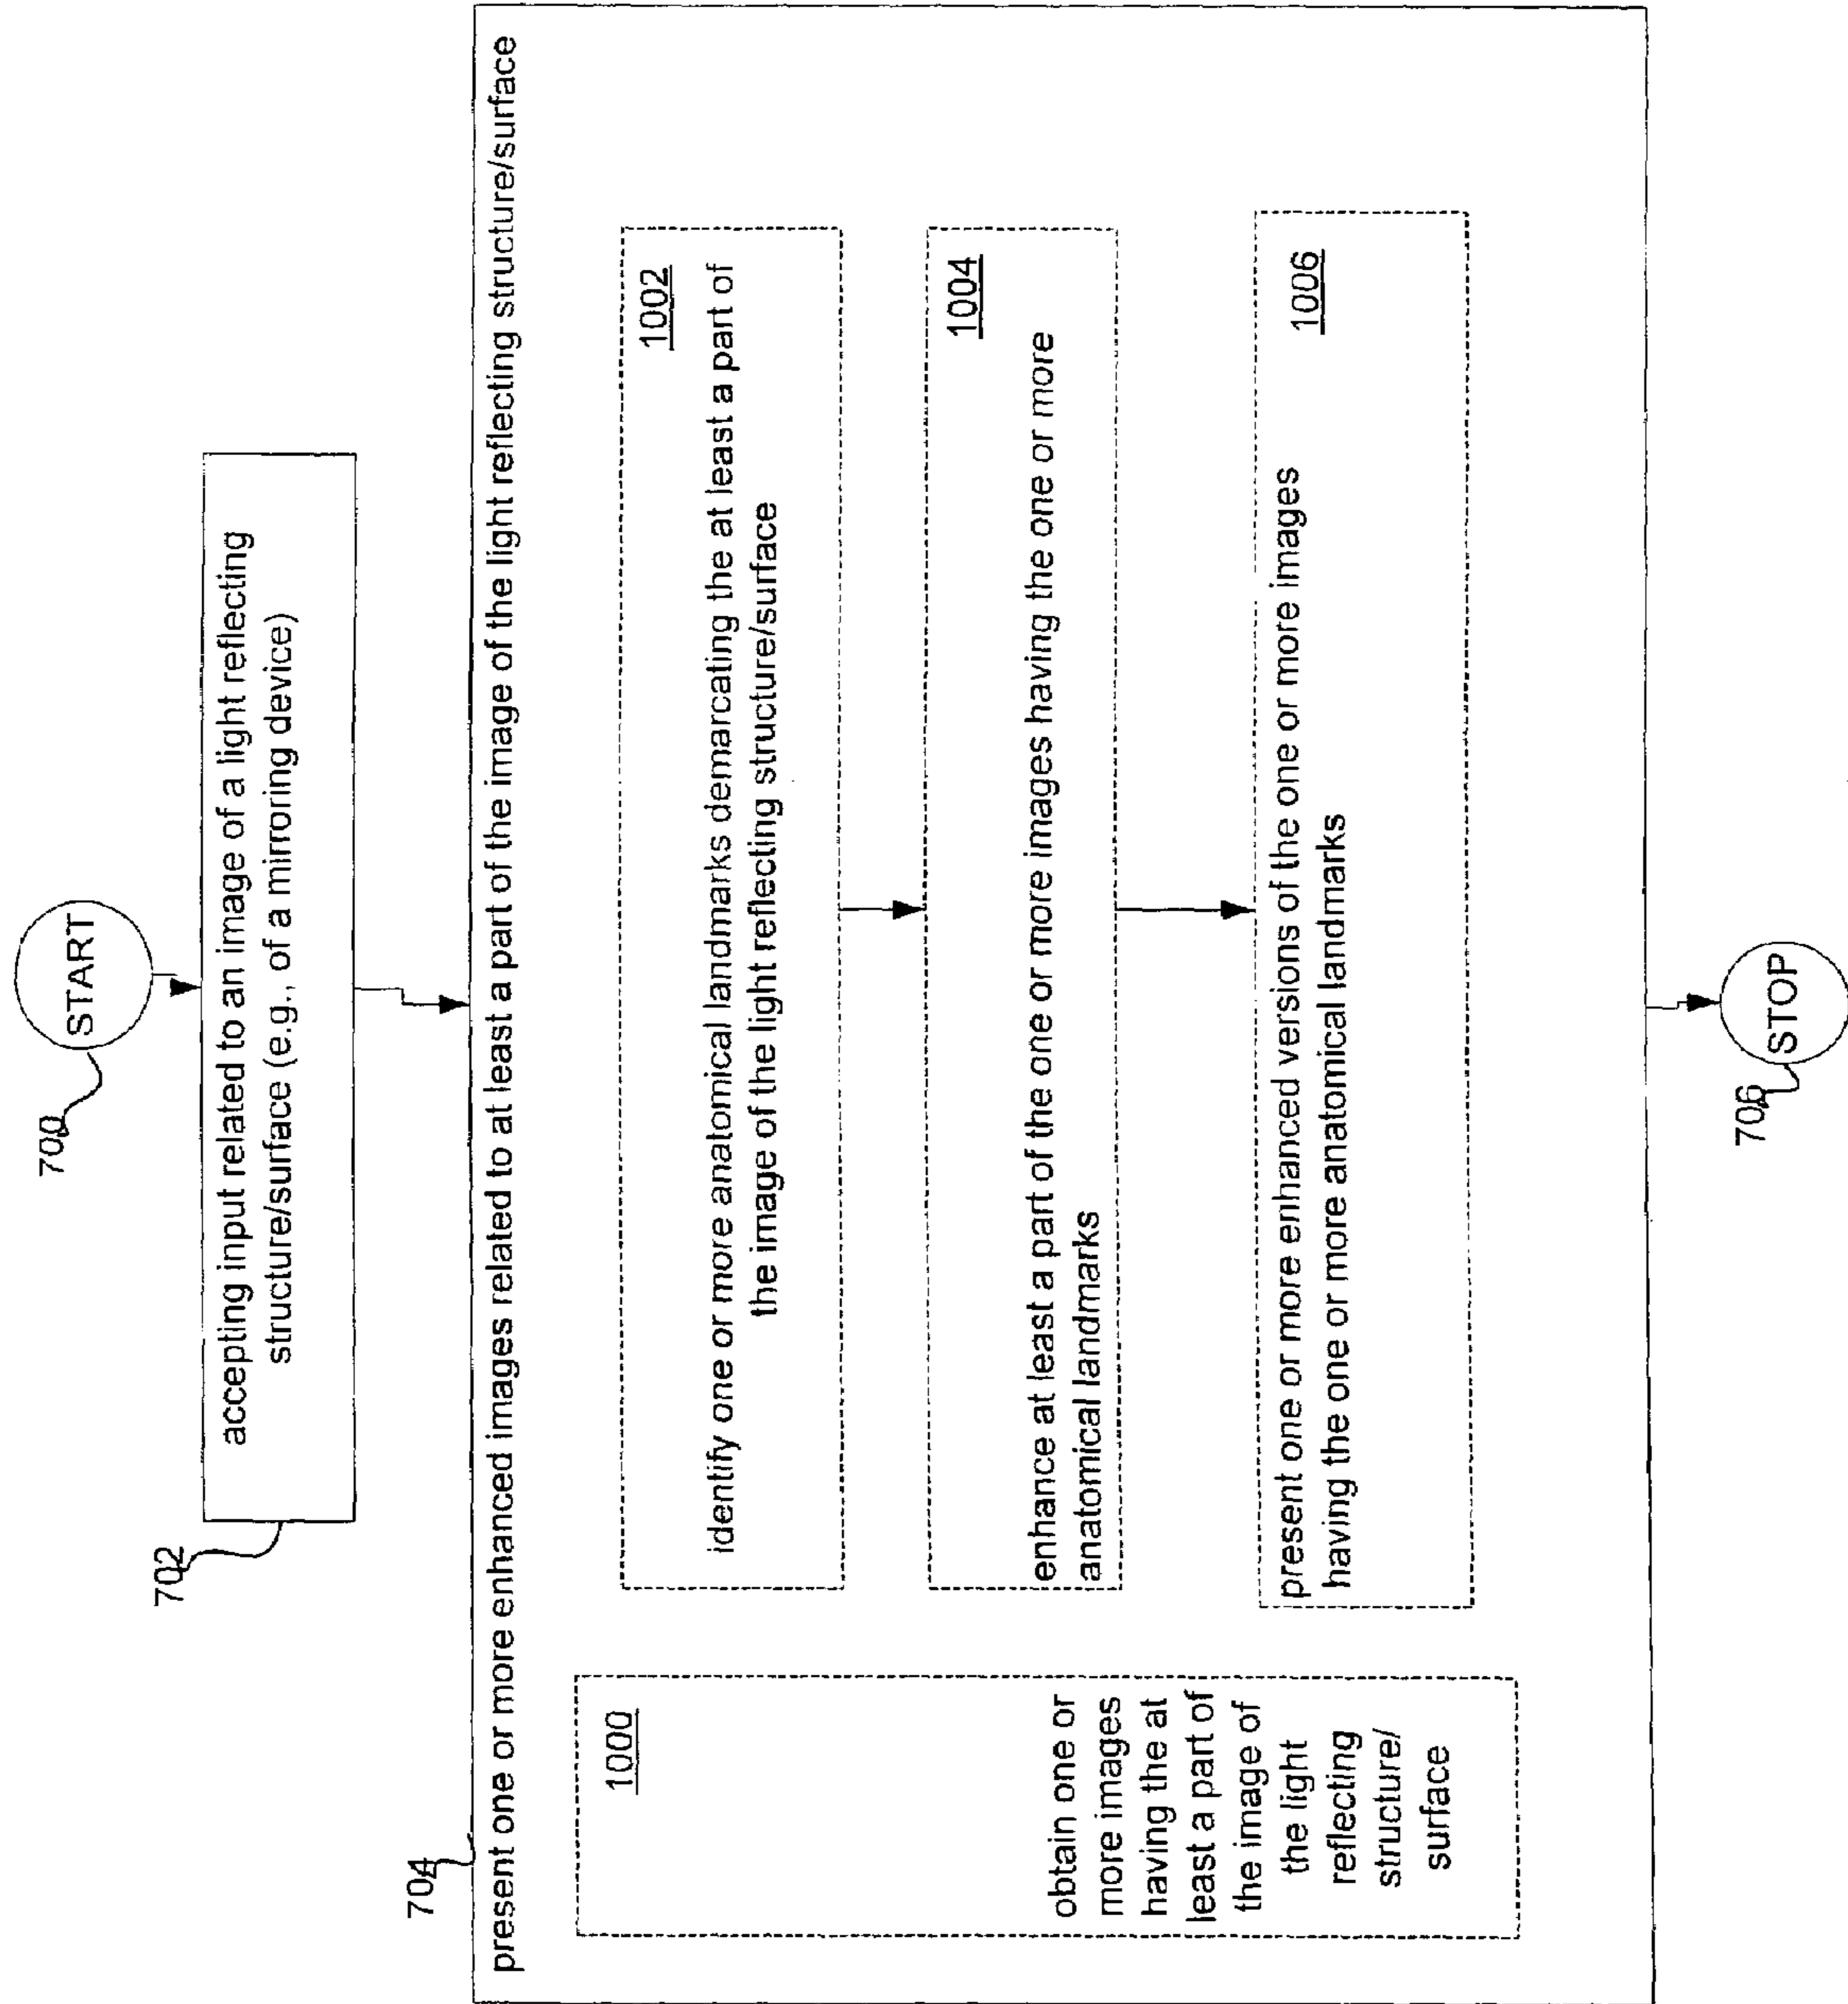 700
START
702
accepting input related to an image of a light reflecting
structure/surface (e.g., of a mirroring device)
704
present one or more enhanced images related to at least a part of the image of the light reflecting structure/surface
1000
obtain one or
more images
having the at
least a part of
the image of
the light
reflecting
structure/
surface
1002
identify one or more anatomical landmarks demarcating the at least a part of
the image of the light reflecting structure/surface
1004
enhance at least a part of the one or more images having the one or more
anatomical landmarks
1006
present one or more enhanced versions of the one or more images
having the one or more anatomical landmarks
706
STOP